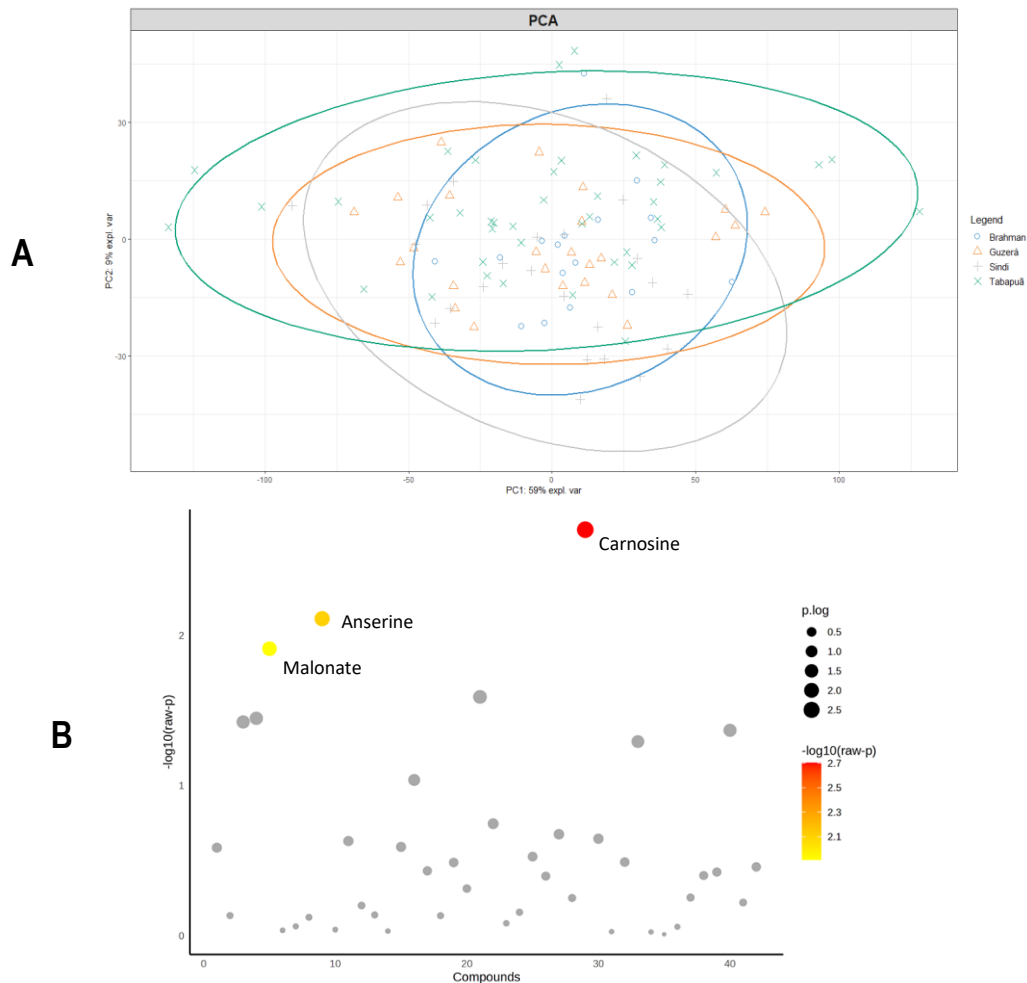 PCA
A
PC2: 9% expl. var
30
0
-30
-100
-50
0
50
100
PC1: 59% expl. var
Legend
Brahman
Guzerá
Sindi
Tabapuã
B
-log10(raw-p)
2
1
0
Carnosine
Anserine
Malonate
0
10
20
30
40
Compounds
p.log
0.5
1.0
1.5
2.0
2.5
-log10(raw-p)
2.7
2.5
2.3
2.1